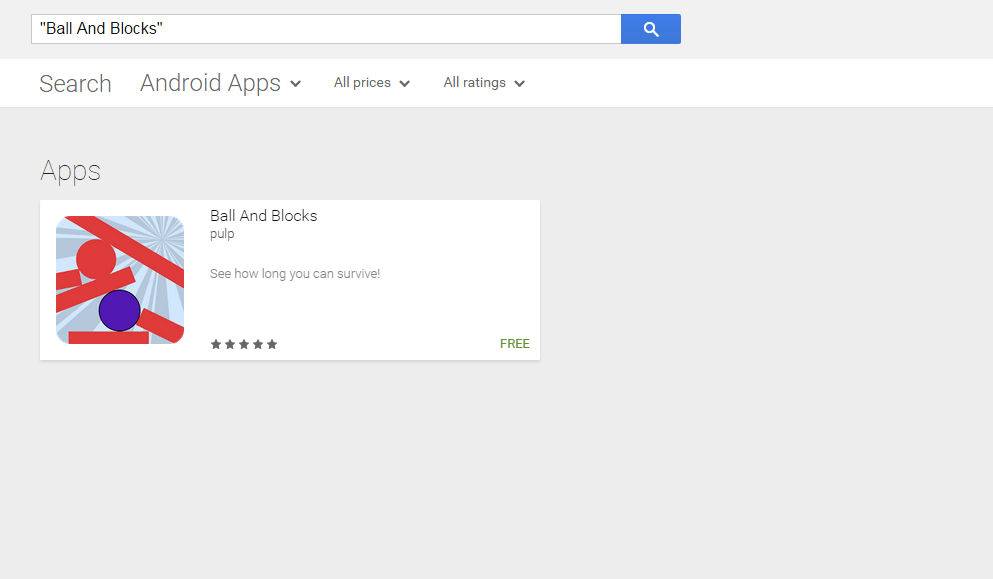 "Ball And Blocks"
Search Android Apps All prices All ratings
Apps
Ball And Blocks
pulp
See how long you can survive!
FREE